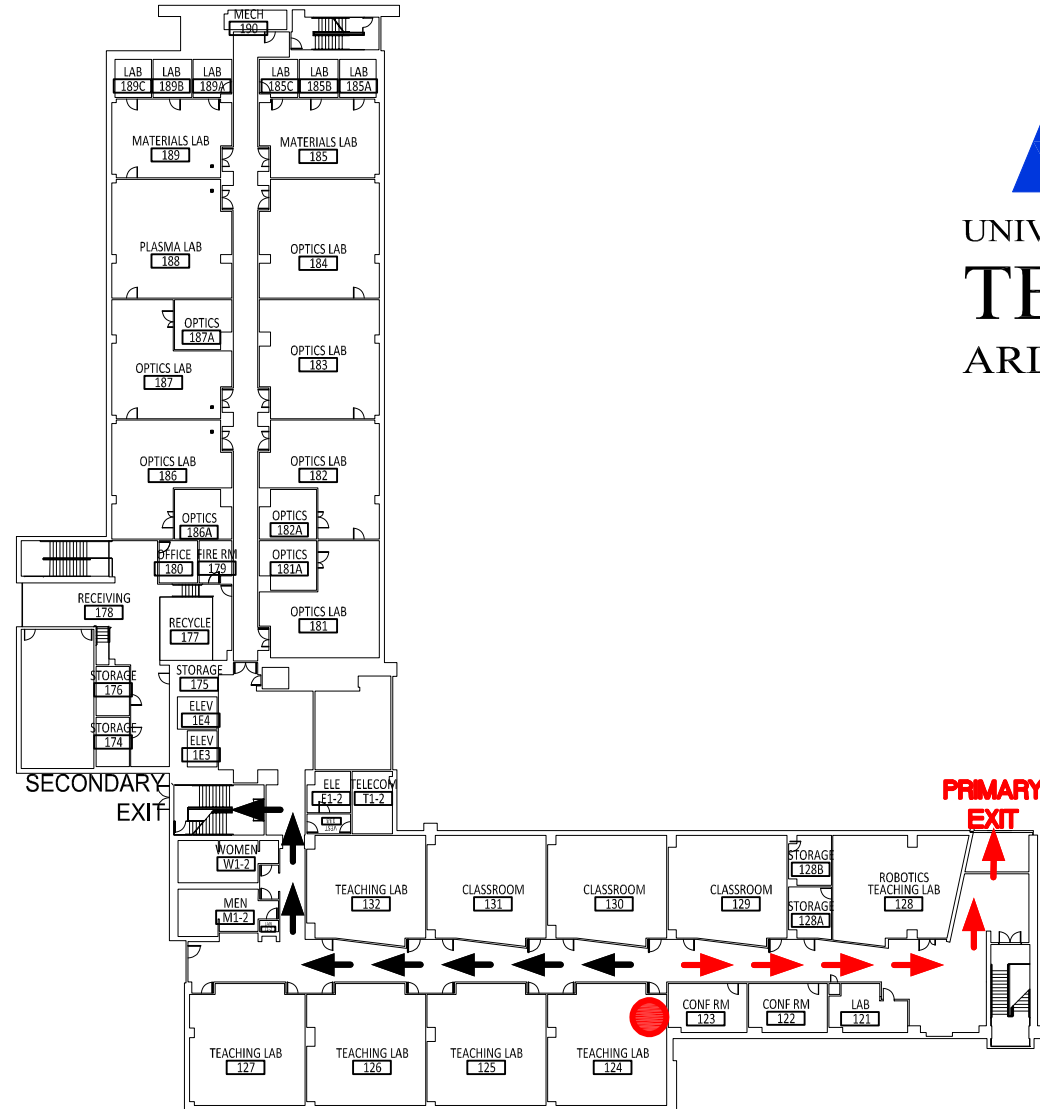 MECH
190
LAB
189C
LAB
189B
LAB
189A
LAB
185C
LAB
185B
LAB
185A
MATERIALS LAB
189
MATERIALS LAB
185
UNIV
TE
ARL
PLASMA LAB
188
OPTICS LAB
184
OPTICS
187A
OPTICS LAB
187
OPTICS LAB
183
OPTICS LAB
186
OPTICS LAB
182
OPTICS
186A
OPTICS
182A
OFFICE
180
FIRE RM
179
OPTICS
181A
RECEIVING
178
RECYCLE
177
OPTICS LAB
181
STORAGE
176
STORAGE
175
ELEV
1E4
STORAGE
174
ELEV
1E3
SECONDARY
EXIT
ELE
E1-2
TELECOM
T1-2
PRIMARY
EXIT
WOMEN
W1-2
MEN
M1-2
TEACHING LAB
132
CLASSROOM
131
CLASSROOM
130
CLASSROOM
129
STORAGE
128B
STORAGE
128A
ROBOTICS
TEACHING LAB
128
CONF RM
123
CONF RM
122
LAB
121
TEACHING LAB
127
TEACHING LAB
126
TEACHING LAB
125
TEACHING LAB
124